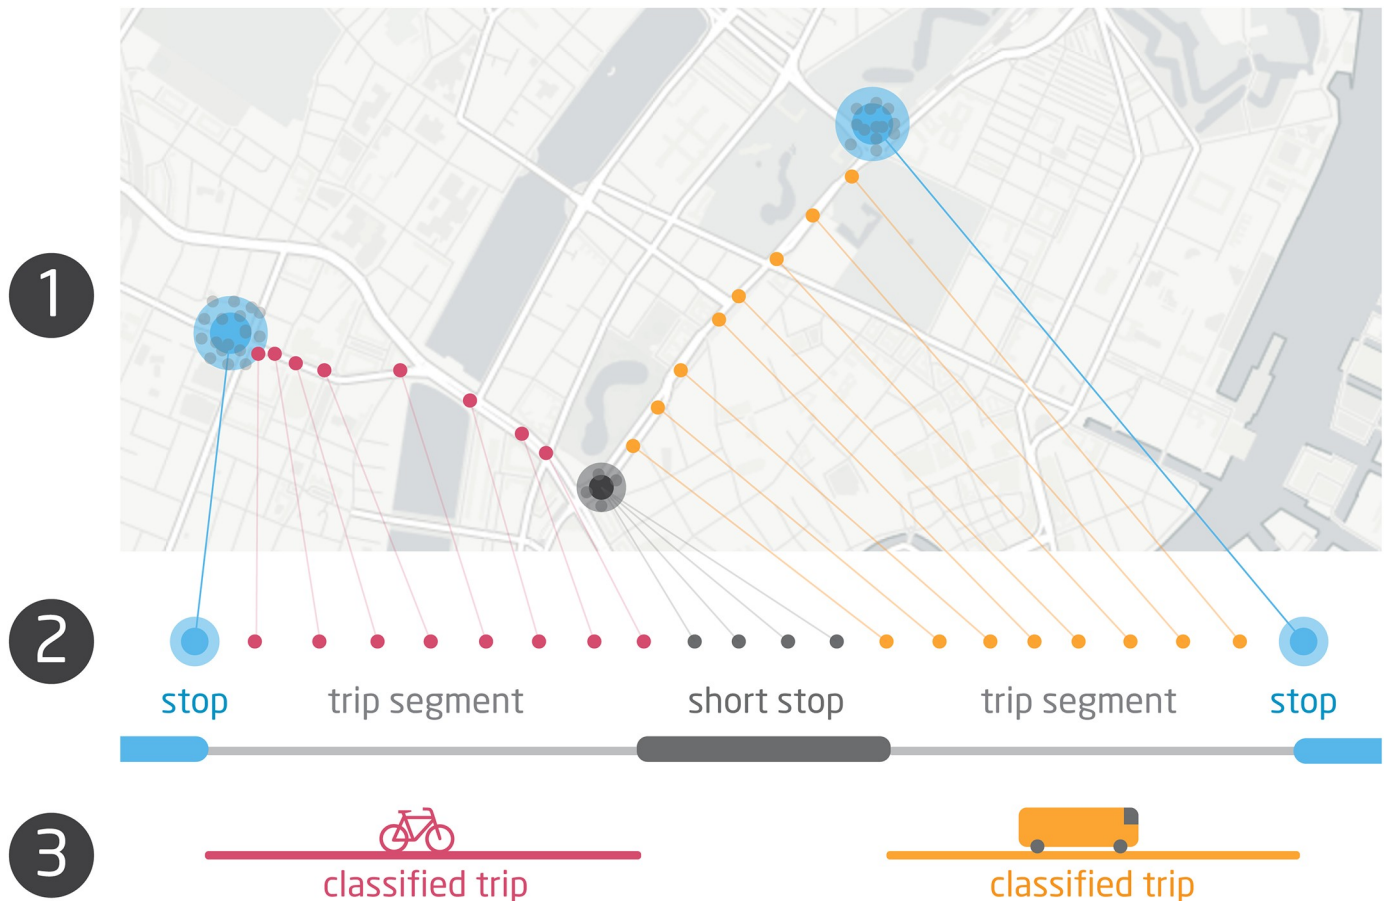 1
2
stop trip segment short stop trip segment stop
3
classified trip classified trip